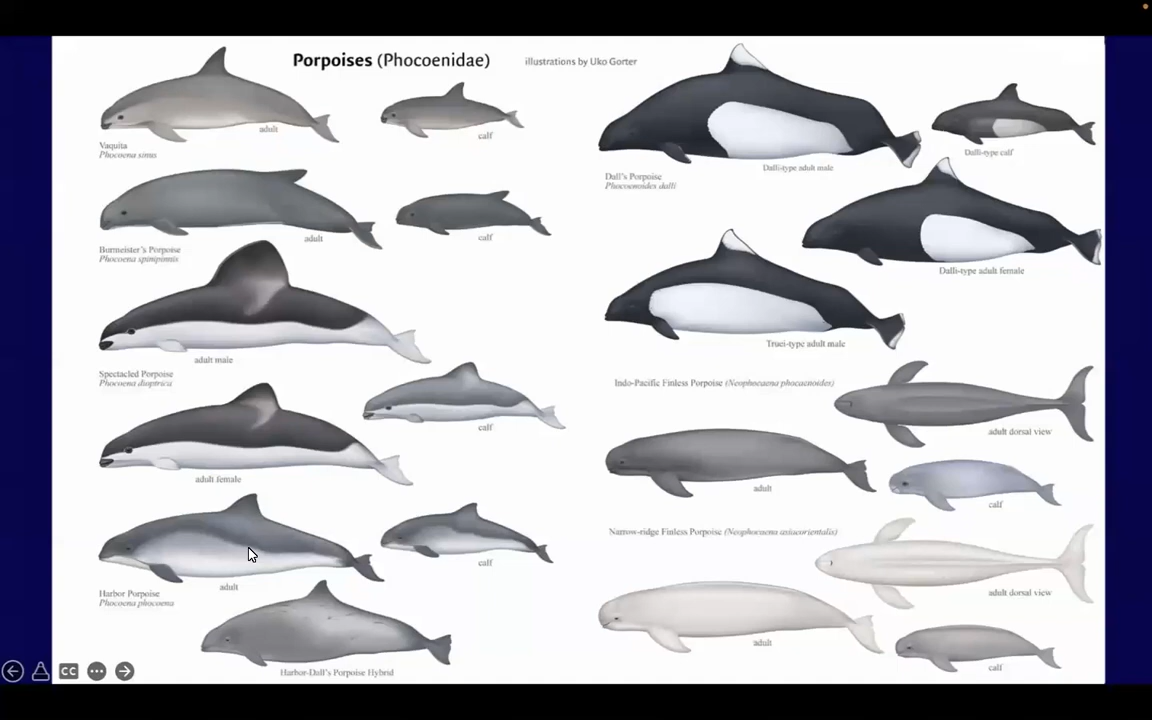 Porpoises (Phocoenidae)
illustrations by Uko Gorter
adult
calf
Vaquita
Phocoena sinus
adult
calf
Burmeister's Porpoise
Phocoena spinipinnis
adult male
Spectacled Porpoise
Phocoena dioptrica
calf
adult female
adult
calf
Harbor Porpoise
Phocoena phocoena
Harbor-Dall's Porpoise Hybrid
Dalli-type adult male
Dalli-type calf
Dall's Porpoise
Phocoenoides dalli
Dalli-type adult female
Truei-type adult male
Indo-Pacific Finless Porpoise (Neophocaena phocaenoides)
adult dorsal view
adult
calf
Narrow-ridge Finless Porpoise (Neophocaena asiaeorientalis)
adult dorsal view
adult
calf
CC